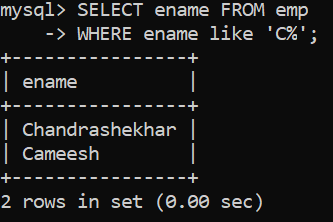 mysql> SELECT ename FROM emp
    -> WHERE ename like 'C%';
+----------------+
| ename          |
+----------------+
| Chandrashekhar |
| Cameesh        |
+----------------+
2 rows in set (0.00 sec)